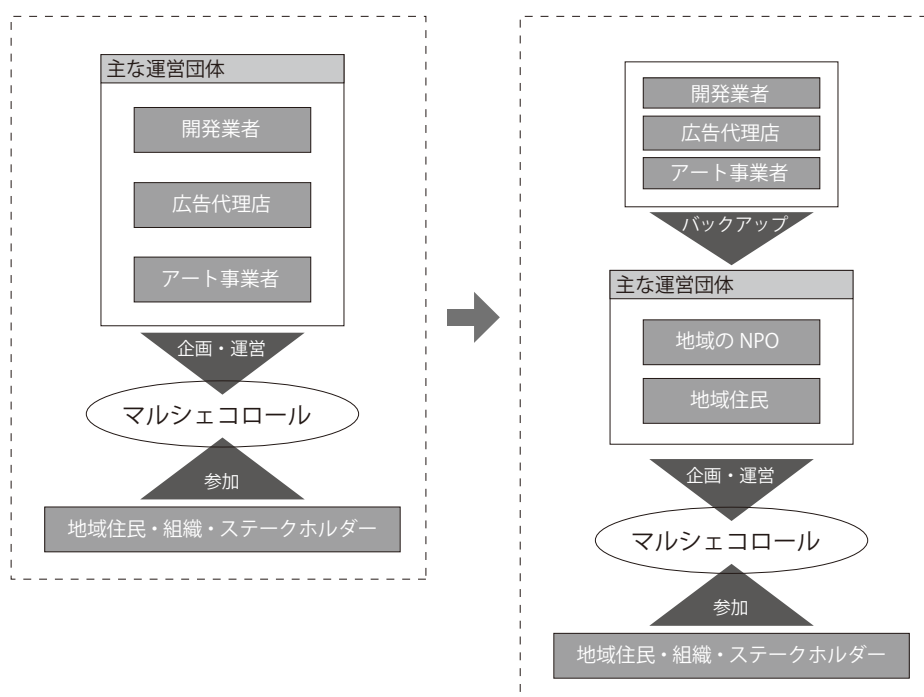 主な運営団体
開発業者
広告代理店
アート事業者
企画・運営
マルシェコロール
参加
地域住民・組織・ステークホルダー
開発業者
広告代理店
アート事業者
バックアップ
主な運営団体
地域の NPO
地域住民
企画・運営
マルシェコロール
参加
地域住民・組織・ステークホルダー